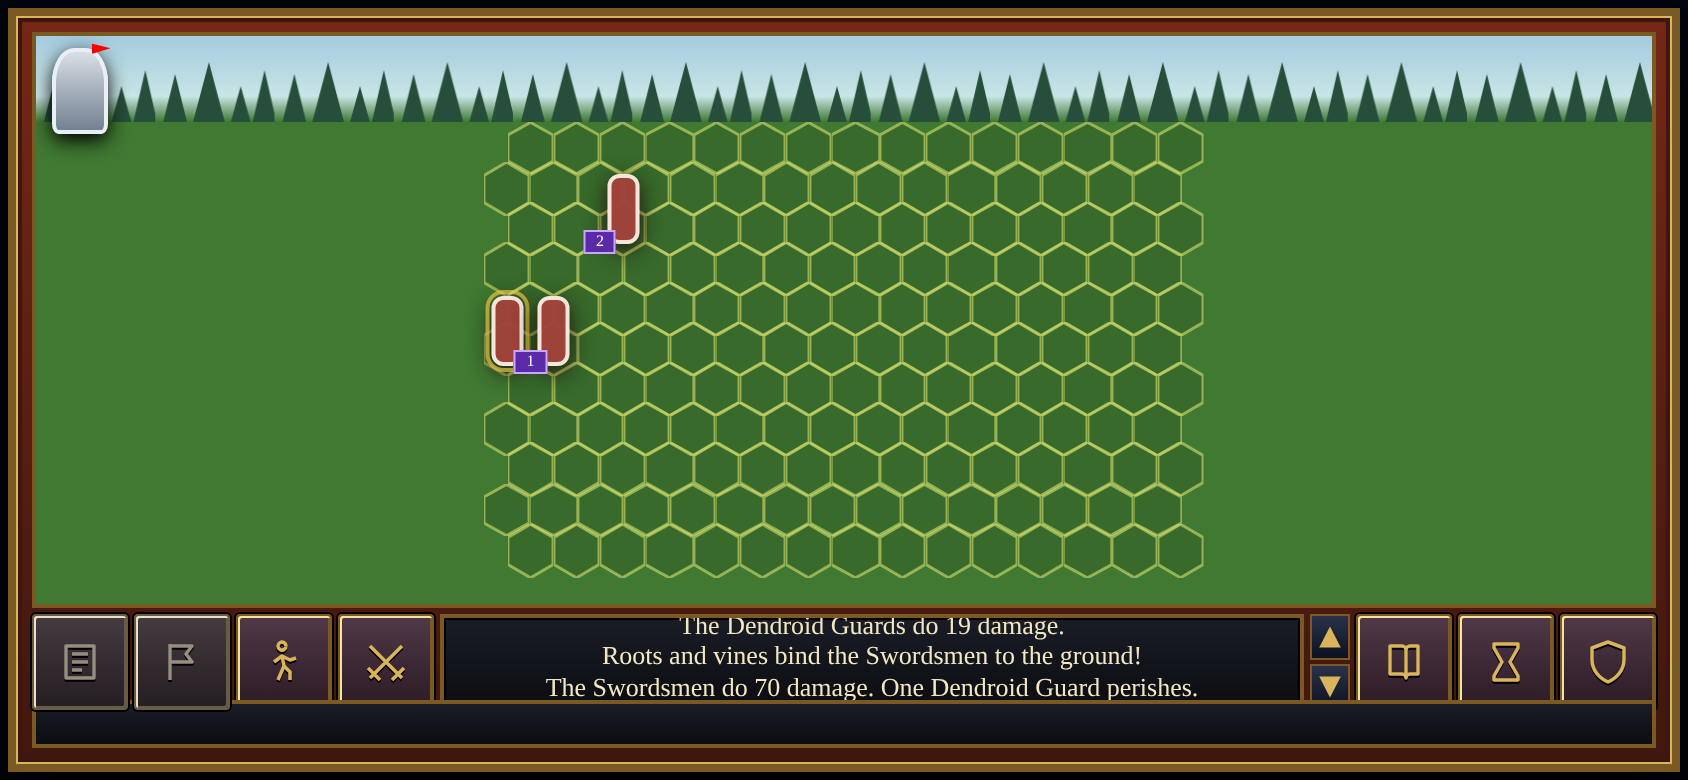 2
1
The Dendroid Guards do 19 damage.
Roots and vines bind the Swordsmen to the ground!
The Swordsmen do 70 damage. One Dendroid Guard perishes.